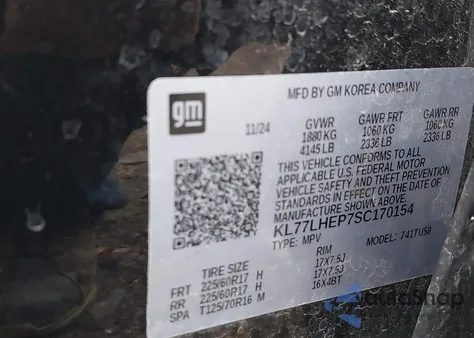 gm
MFD BY GM KOREA COMPANY
11/24
GVWR GAWR FRT GAWR RR
1880 KG 1060 KG 1060 KG
4145 LB 2336 LB 2336 LB
THIS VEHICLE CONFORMS TO ALL
APPLICABLE U.S. FEDERAL MOTOR
VEHICLE SAFETY AND THEFT PREVENTION
STANDARDS IN EFFECT ON THE DATE OF
MANUFACTURE SHOWN ABOVE.
KL77LHEP7SC170154
TYPE: MPV MODEL: 741TU58
TIRE SIZE RIM
FRT 225/60R17 H 17X7.5J
RR 225/60R17 H 17X7.5J
SPA T125/70R16 M 16X4BT
autoSnap